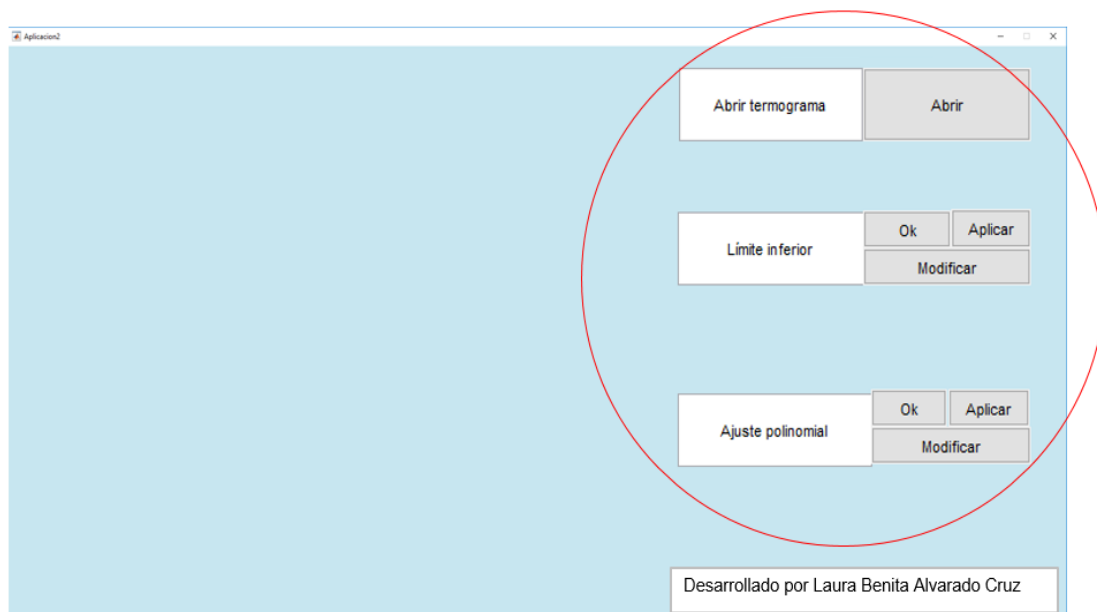 Aplicacion2
Abrir termograma
Abrir
Límite inferior
Ok
Aplicar
Modificar
Ajuste polinomial
Ok
Aplicar
Modificar
Desarrollado por Laura Benita Alvarado Cruz